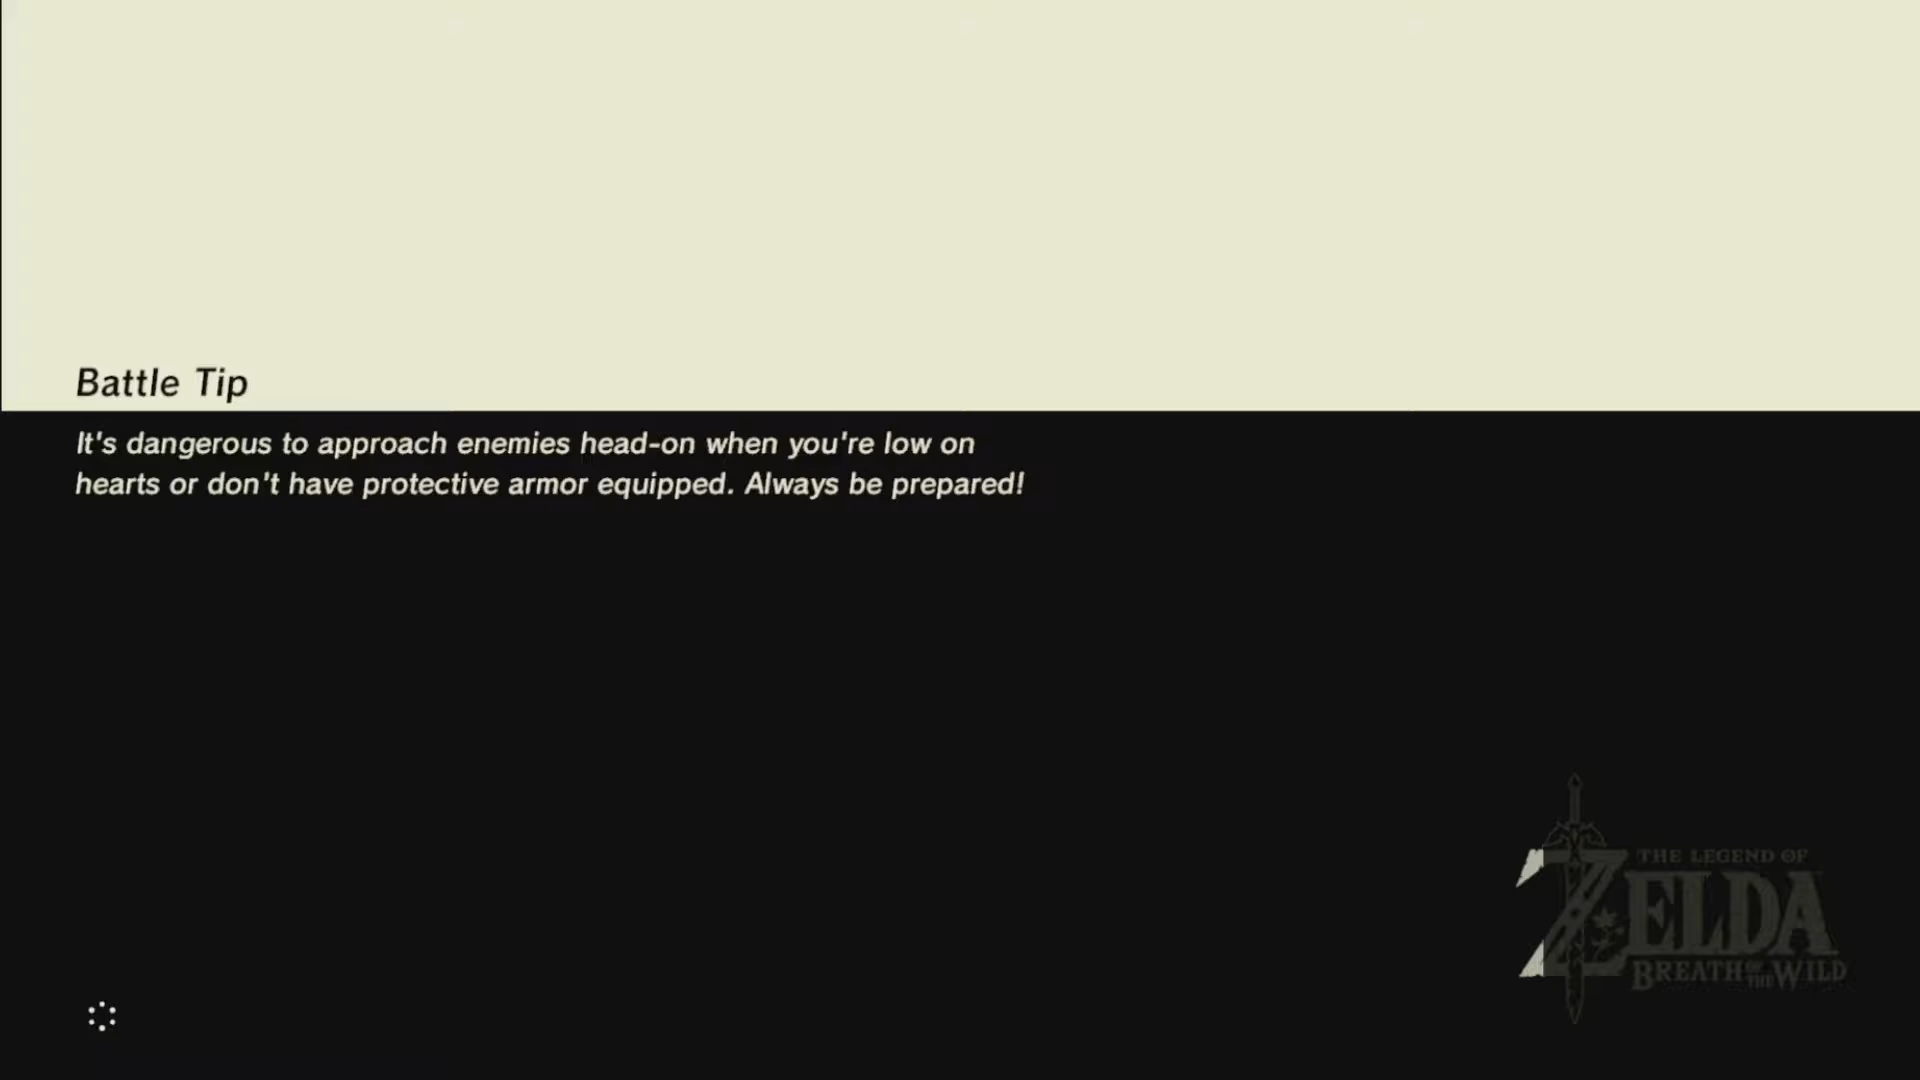 Battle Tip
It's dangerous to approach enemies head-on when you're low on
hearts or don't have protective armor equipped. Always be prepared!
THE LEGEND OF
ZELDA
BREATH OF THE WILD